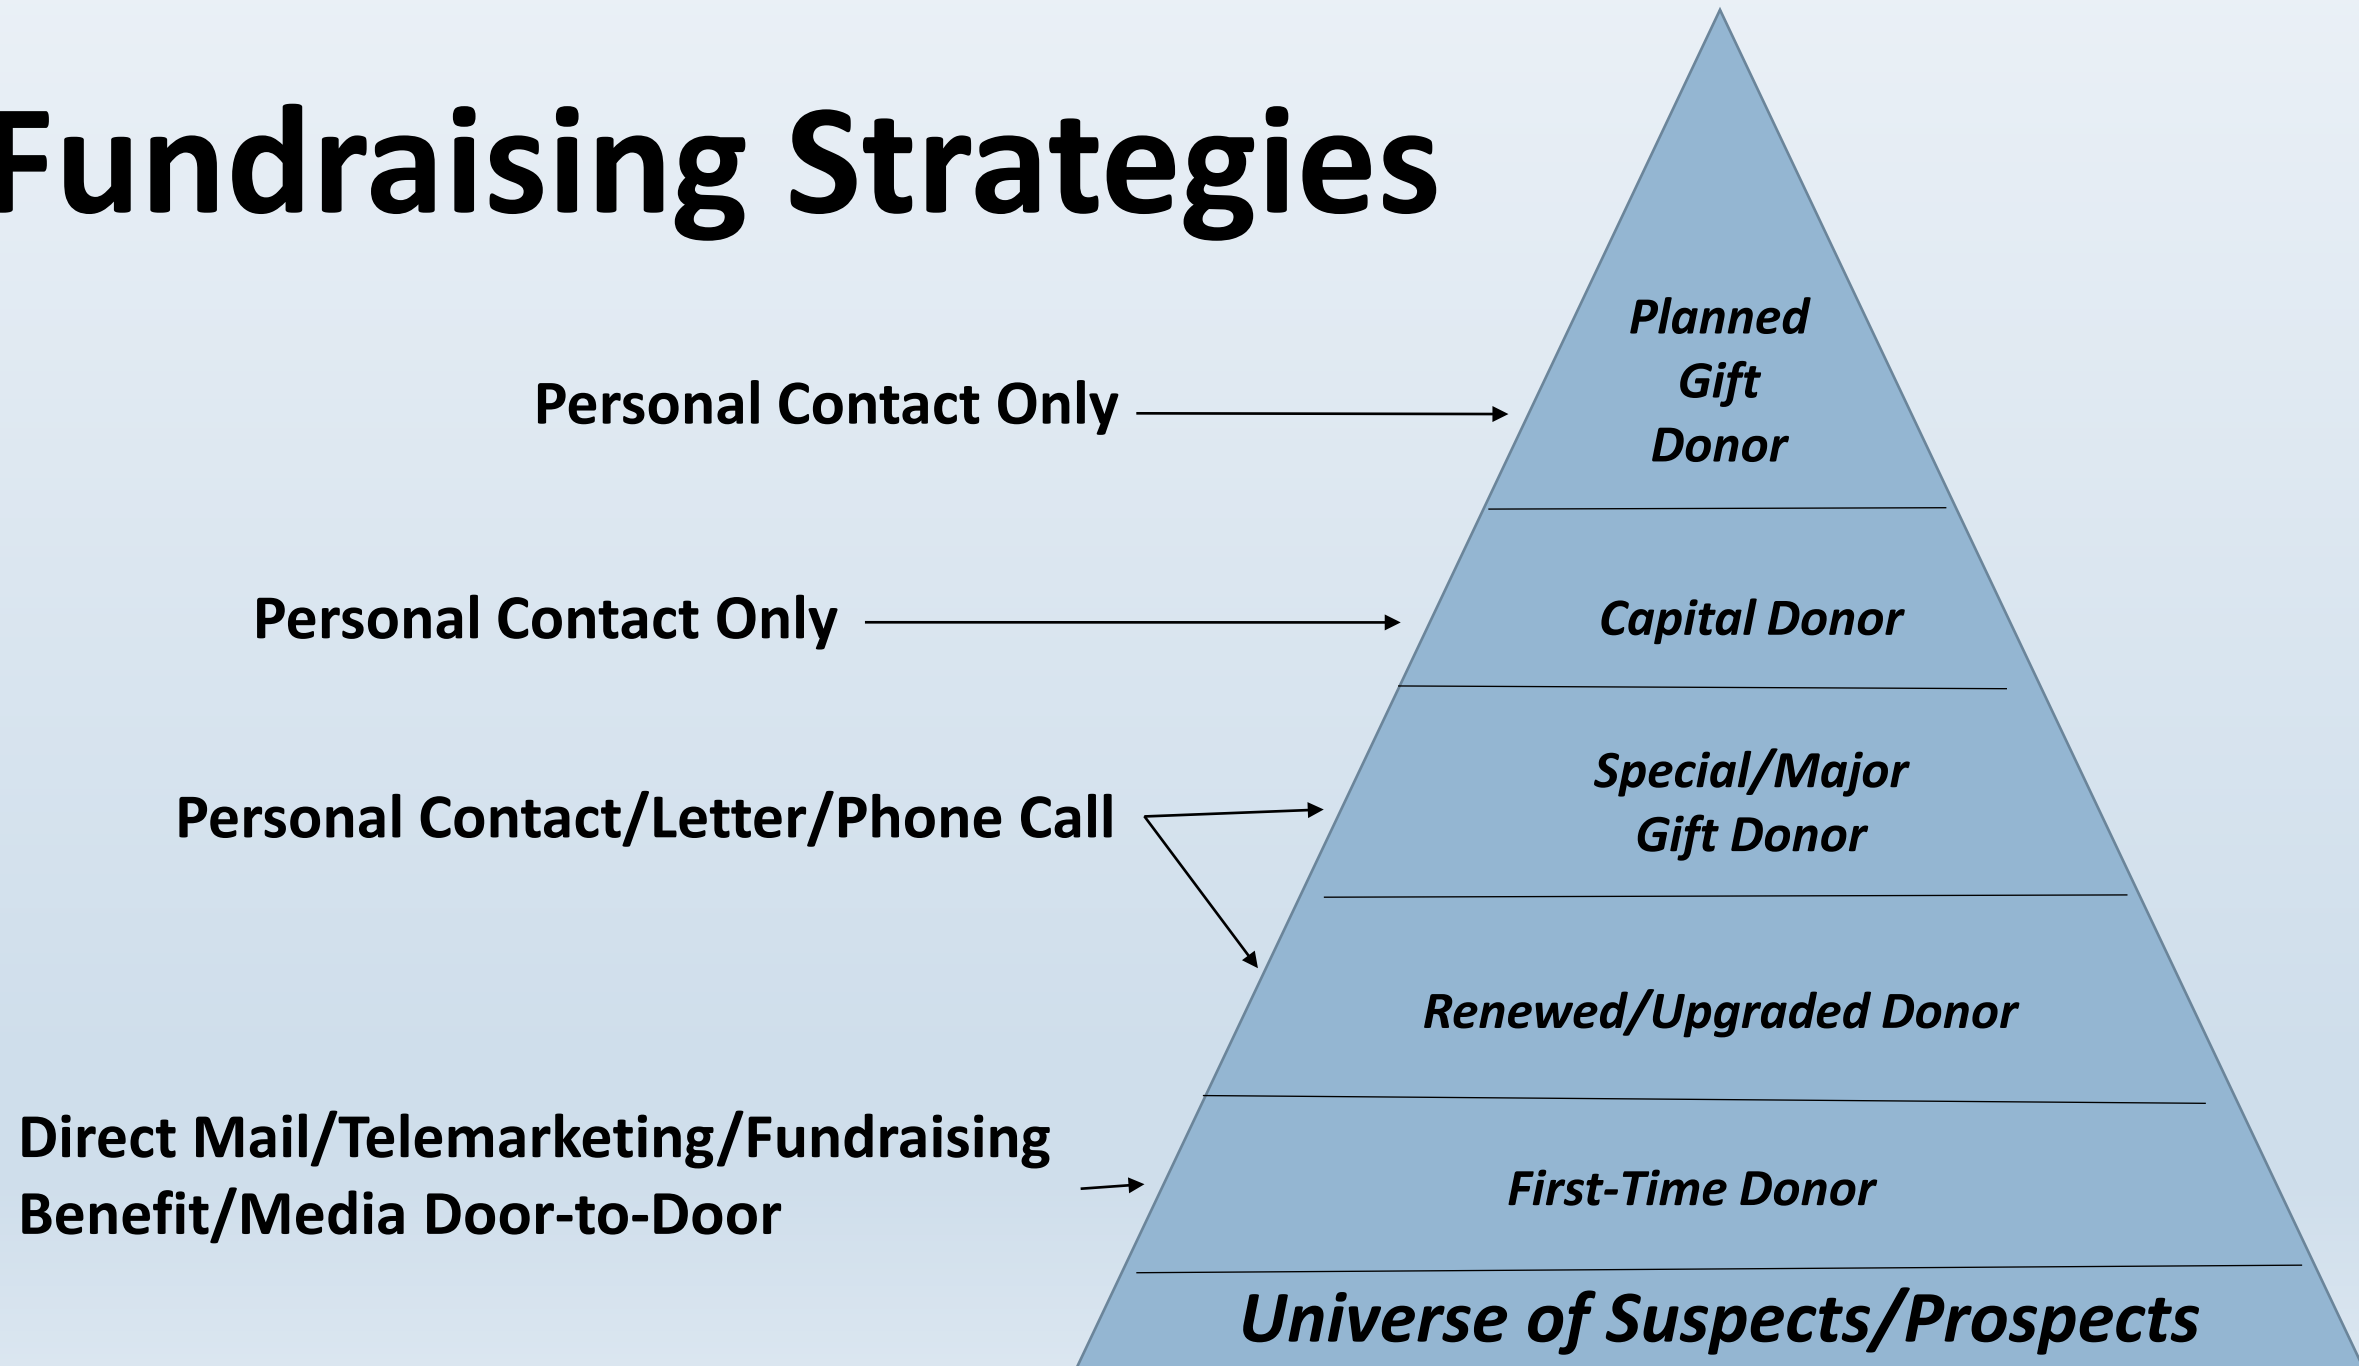 Fundraising Strategies
Planned
Gift
Donor
Personal Contact Only
Personal Contact Only
Capital Donor
Special/Major
Gift Donor
Personal Contact/Letter/Phone Call
Renewed/Upgraded Donor
Direct Mail/Telemarketing/Fundraising
Benefit/Media Door-to-Door
First-Time Donor
Universe of Suspects/Prospects